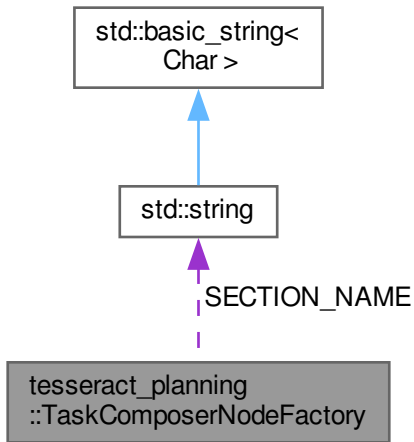 std::basic_string<
Char >
std::string
SECTION_NAME
tesseract_planning
::TaskComposerNodeFactory